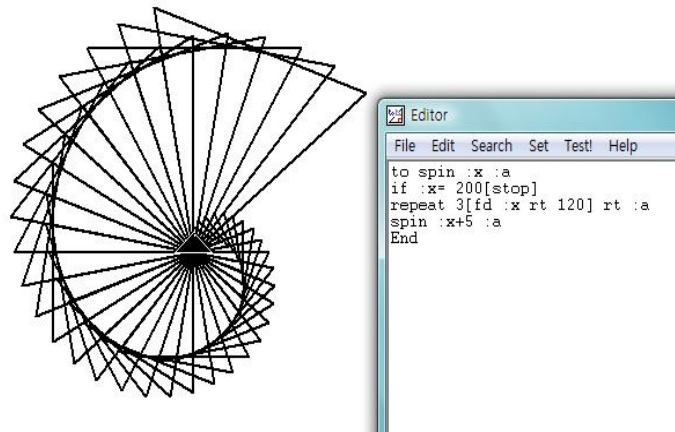 Editor
File Edit Search Set Test! Help
to spin :x :a
if :x= 200[stop]
repeat 3[fd :x rt 120] rt :a
spin :x+5 :a
End